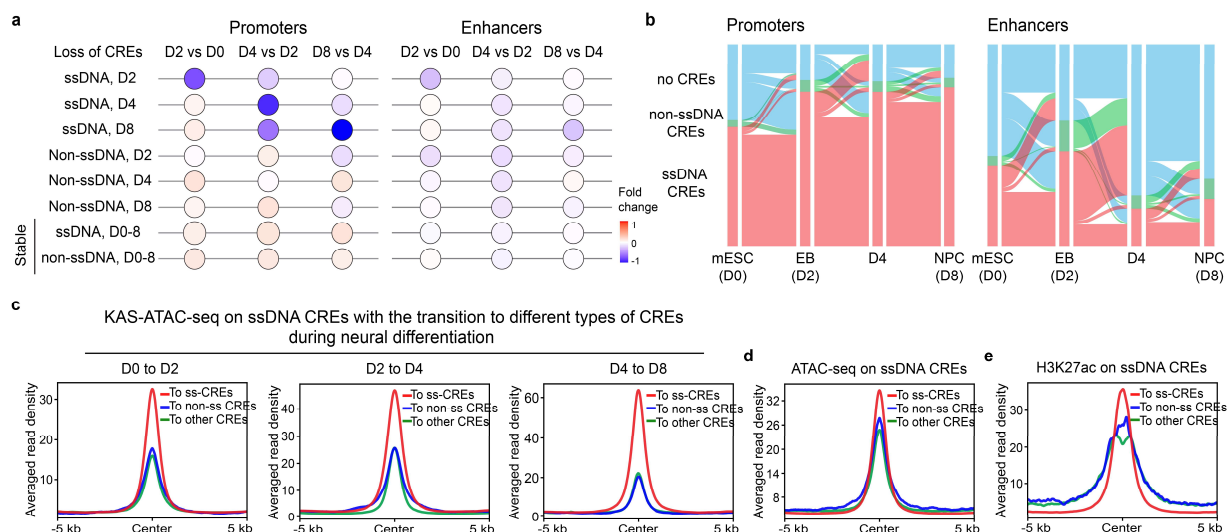 a
Promoters
Enhancers
Loss of CREs
D2 vs D0
D4 vs D2
D8 vs D4
D2 vs D0
D4 vs D2
D8 vs D4
ssDNA, D2
ssDNA, D4
ssDNA, D8
Non-ssDNA, D2
Non-ssDNA, D4
Non-ssDNA, D8
Stable
ssDNA, D0-8
non-ssDNA, D0-8
Fold
change
1
0
-1
b
Promoters
Enhancers
no CREs
non-ssDNA
CREs
ssDNA
CREs
mESC
(D0)
EB
(D2)
D4
NPC
(D8)
mESC
(D0)
EB
(D2)
D4
NPC
(D8)
c
KAS-ATAC-seq on ssDNA CREs with the transition to different types of CREs
during neural differentiation
D0 to D2
Averaged read density
30
20
10
To ss-CREs
To non-ss CREs
To other CREs
-5 kb
Center
5 kb
D2 to D4
Averaged read density
40
30
20
10
0
To ss-CREs
To non-ss CREs
To other CREs
-5 kb
Center
5 kb
D4 to D8
Averaged read density
60
40
20
0
To ss-CREs
To non-ss CREs
To other CREs
-5 kb
Center
5 kb
d
ATAC-seq on ssDNA CREs
Averaged read density
32
26
20
14
8
To ss-CREs
To non-ss CREs
To other CREs
-5 kb
Center
5 kb
e
H3K27ac on ssDNA CREs
Averaged read density
30
20
10
To ss-CREs
To non-ss CREs
To other CREs
-5 kb
Center
5 kb